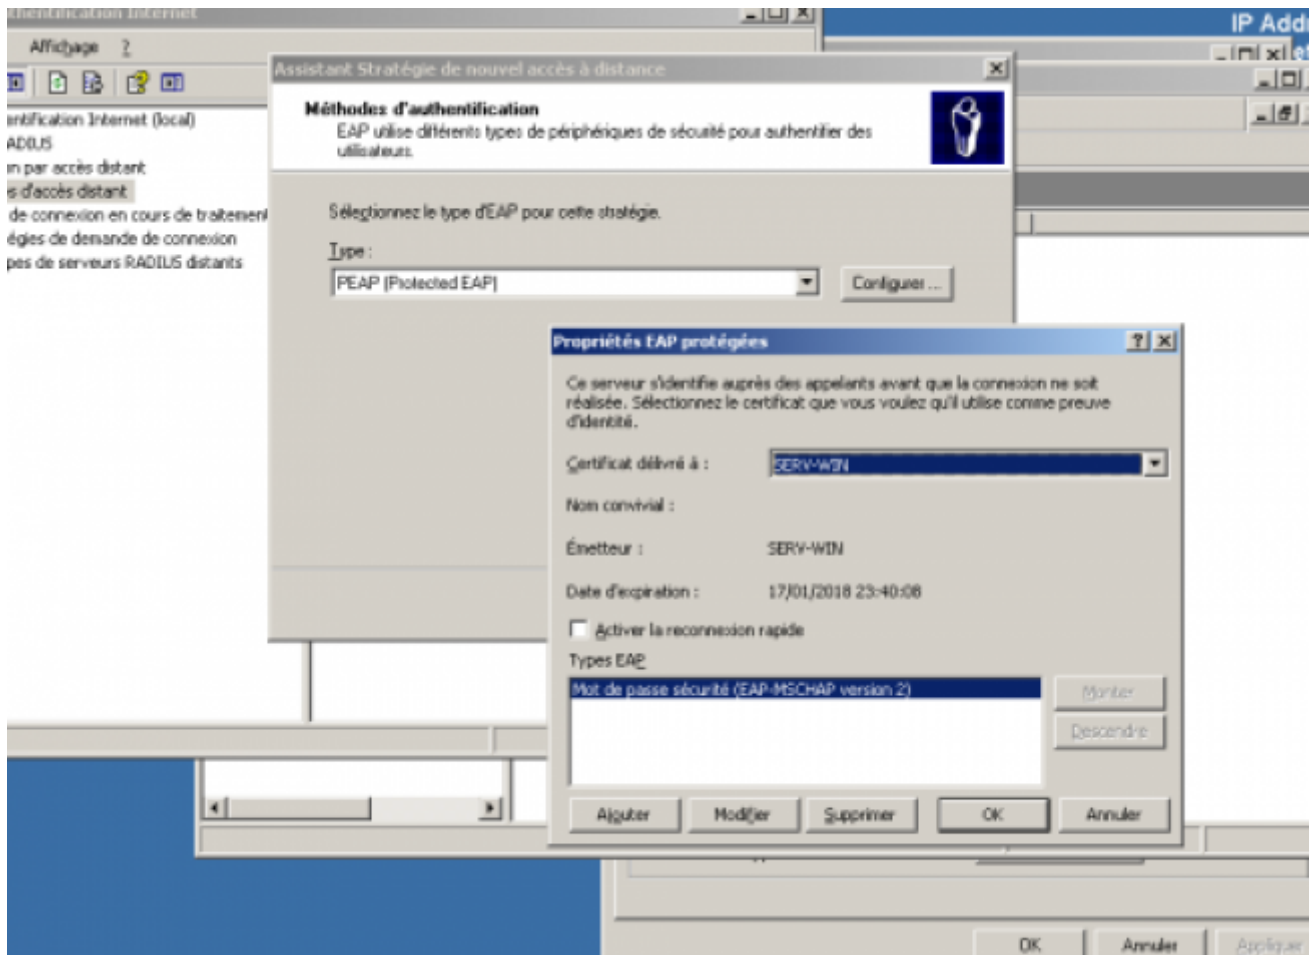 thentification Internet
IP Addr
Affichage ?
entification Internet (local)
ADIUS
n par accès distant
s d'accès distant
de connexion en cours de traitement
égies de demande de connexion
pes de serveurs RADIUS distants
Assistant Stratégie de nouvel accès à distance
Méthodes d'authentification
EAP utilise différents types de périphériques de sécurité pour authentifier des
utilisateurs.
Sélectionnez le type d'EAP pour cette stratégie.
Type :
PEAP (Protected EAP)
Configurer ...
Propriétés EAP protégées
Ce serveur s'identifie auprès des appelants avant que la connexion ne soit
réalisée. Sélectionnez le certificat que vous voulez qu'il utilise comme preuve
d'identité.
Certificat délivré à : SERV-WIN
Nom convivial :
Émetteur : SERV-WIN
Date d'expiration : 17/01/2018 23:40:08
Activer la reconnexion rapide
Types EAP
Mot de passe sécurité (EAP-MSCHAP version 2)
Monter
Descendre
Ajouter Modifier Supprimer OK Annuler
OK Annuler Appliquer